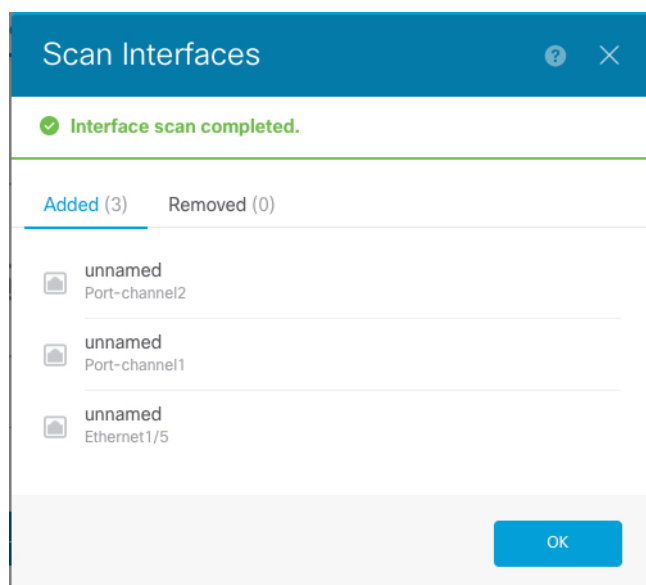 Scan Interfaces
Interface scan completed.
Added (3) Removed (0)
unnamed
Port-channel2
unnamed
Port-channel1
unnamed
Ethernet1/5
OK